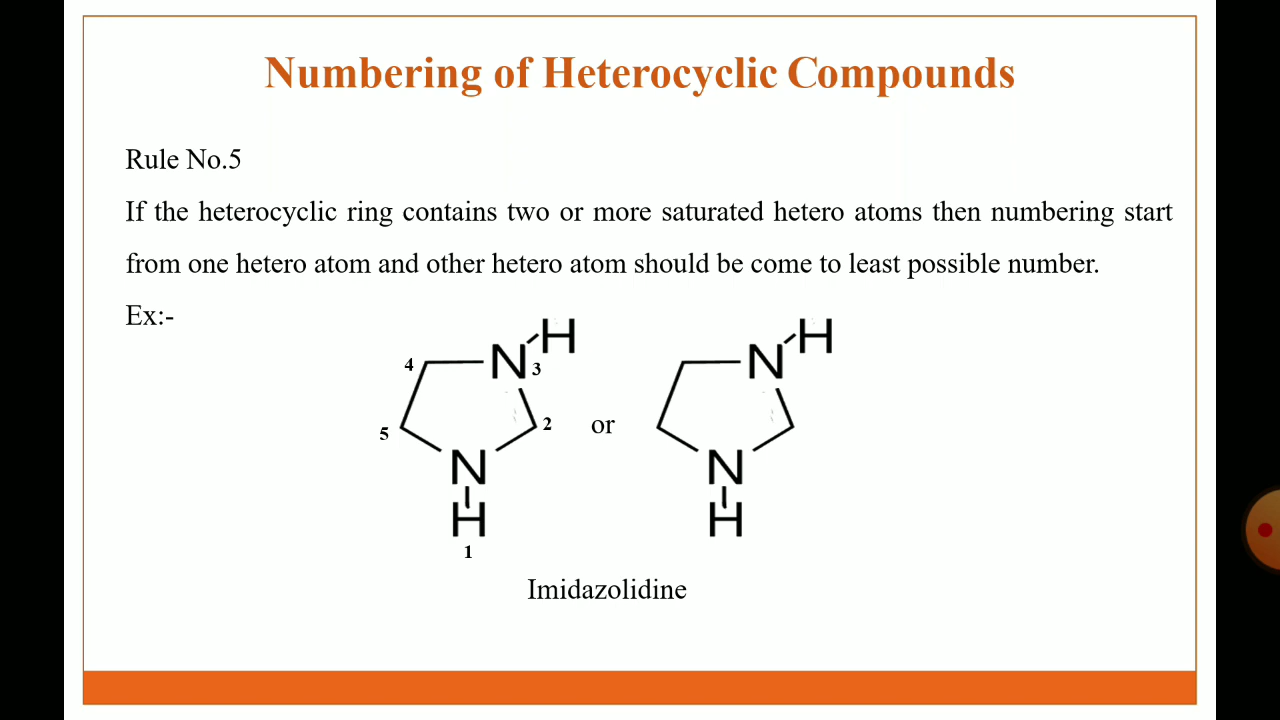 Numbering of Heterocyclic Compounds
Rule No.5
If the heterocyclic ring contains two or more saturated hetero atoms then numbering start
from one hetero atom and other hetero atom should be come to least possible number.
Ex:-
H H
4 N 3 N
5 2 or
N N
H H
1
Imidazolidine